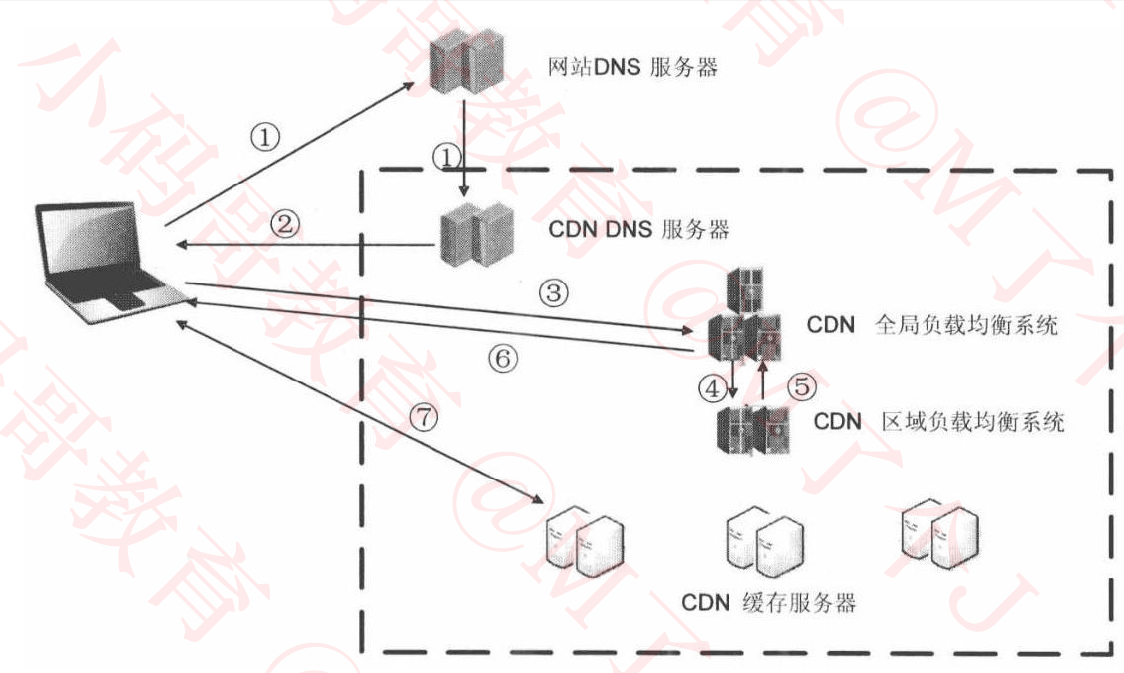 网站DNS 服务器
①
①
CDN DNS 服务器
②
③
CDN 全局负载均衡系统
⑥
④
⑤
CDN 区域负载均衡系统
⑦
CDN 缓存服务器
小码哥教育 @M了个J